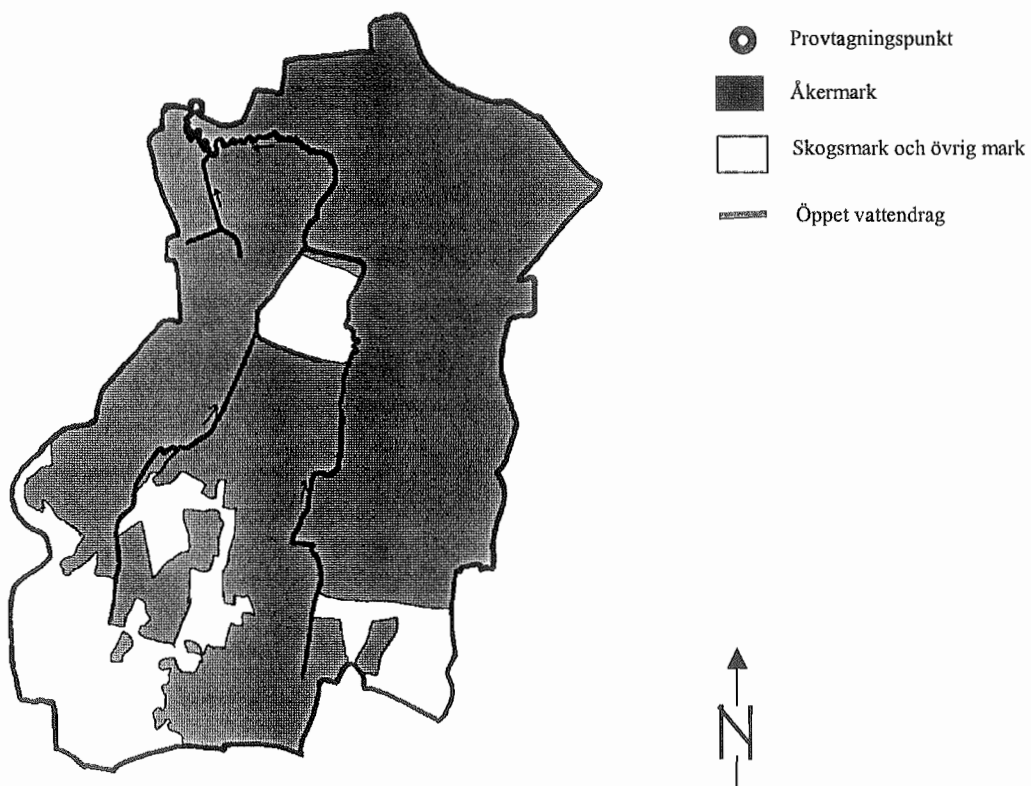 Provtagningspunkt
Åkermark
Skogsmark och övrig mark
Öppet vattendrag
N